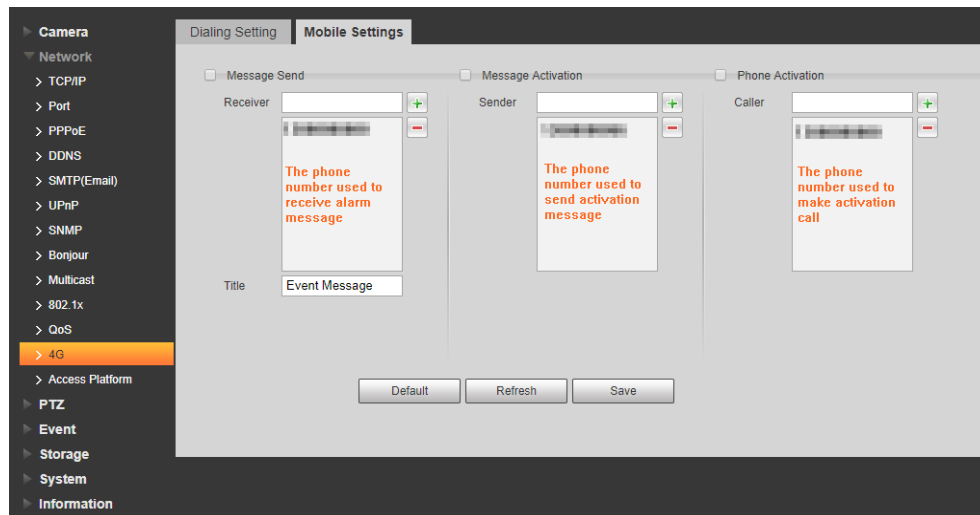 Camera
Network
TCP/IP
Port
PPPoE
DDNS
SMTP(Email)
UPnP
SNMP
Bonjour
Multicast
802.1x
QoS
4G
Access Platform
PTZ
Event
Storage
System
Information
Dialing Setting
Mobile Settings
Message Send
Receiver
The phone
number used to
receive alarm
message
Title
Event Message
Message Activation
Sender
The phone
number used to
send activation
message
Phone Activation
Caller
The phone
number used to
make activation
call
Default
Refresh
Save